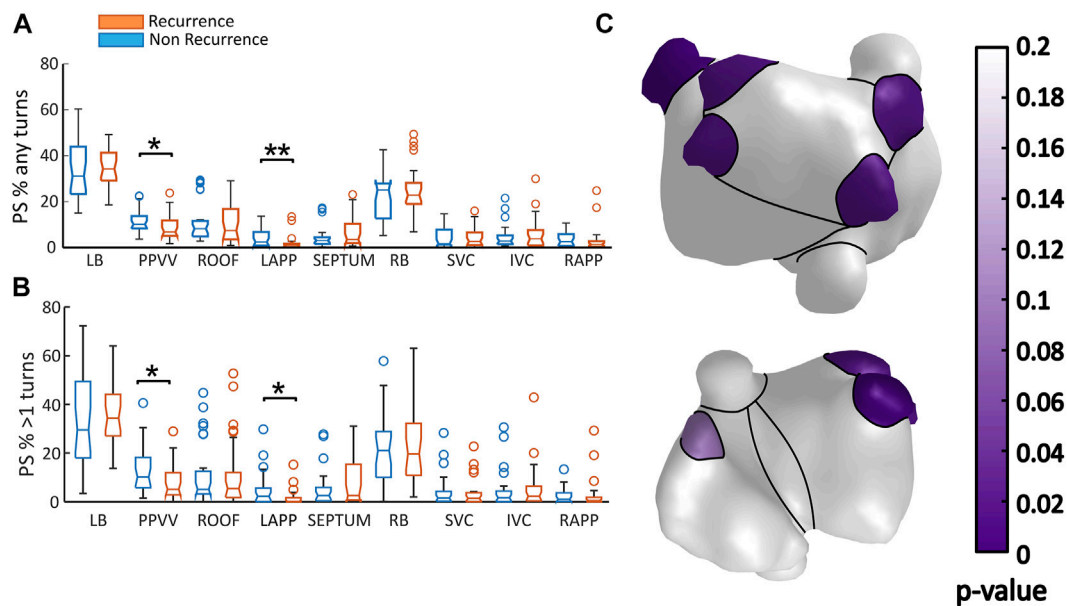 A
Recurrence
Non Recurrence
PS % any turns
80
60
40
20
0
*
**
LB PPVV ROOF LAPP SEPTUM RB SVC IVC RAPP
B
PS % >1 turns
80
60
40
20
0
*
*
LB PPVV ROOF LAPP SEPTUM RB SVC IVC RAPP
C
0.2
0.18
0.16
0.14
0.12
0.1
0.08
0.06
0.04
0.02
0
p-value